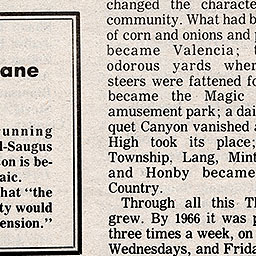 ane
unning
l-Saugus
on is be-
aic.
hat "the
ty would
ension."
changed the characte
community. What had b
of corn and onions and p
became Valencia; t
odorous yards wher
steers were fattened fo
became the Magic
amusement park; a dai
quet Canyon vanished a
High took its place;
Township, Lang, Mint
and Honby became
Country.
Through all this Th
grew. By 1966 it was p
three times a week, on
Wednesdays, and Frida